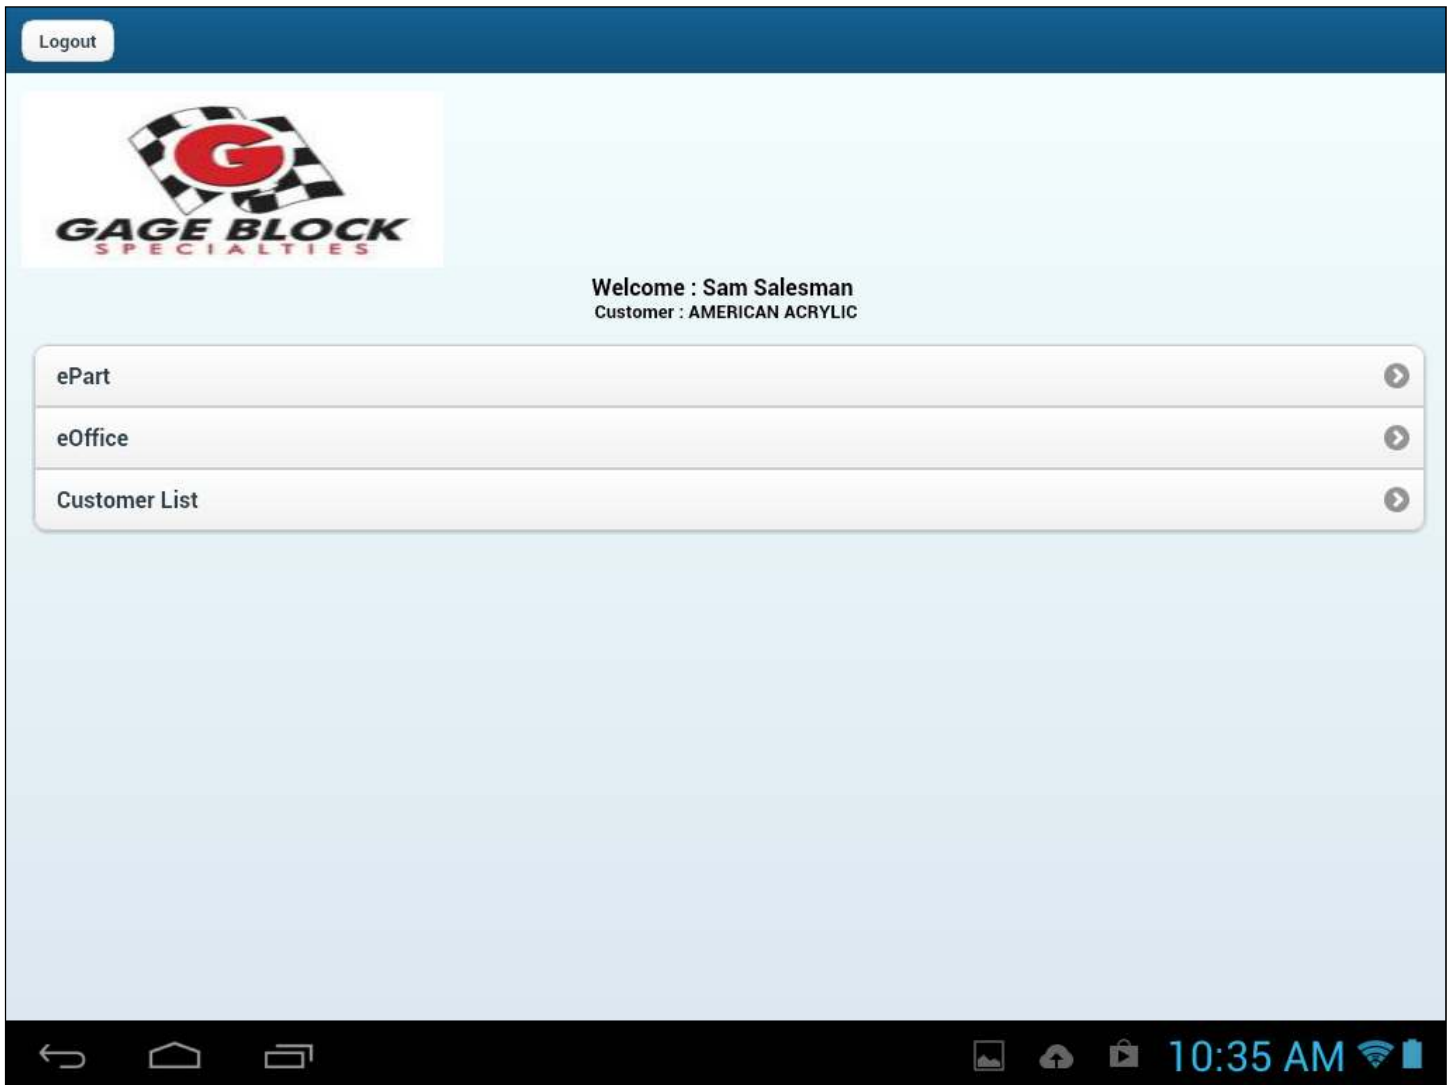 Logout
G
GAGE BLOCK
SPECIALTIES
Welcome : Sam Salesman
Customer : AMERICAN ACRYLIC
ePart
eOffice
Customer List
10:35 AM